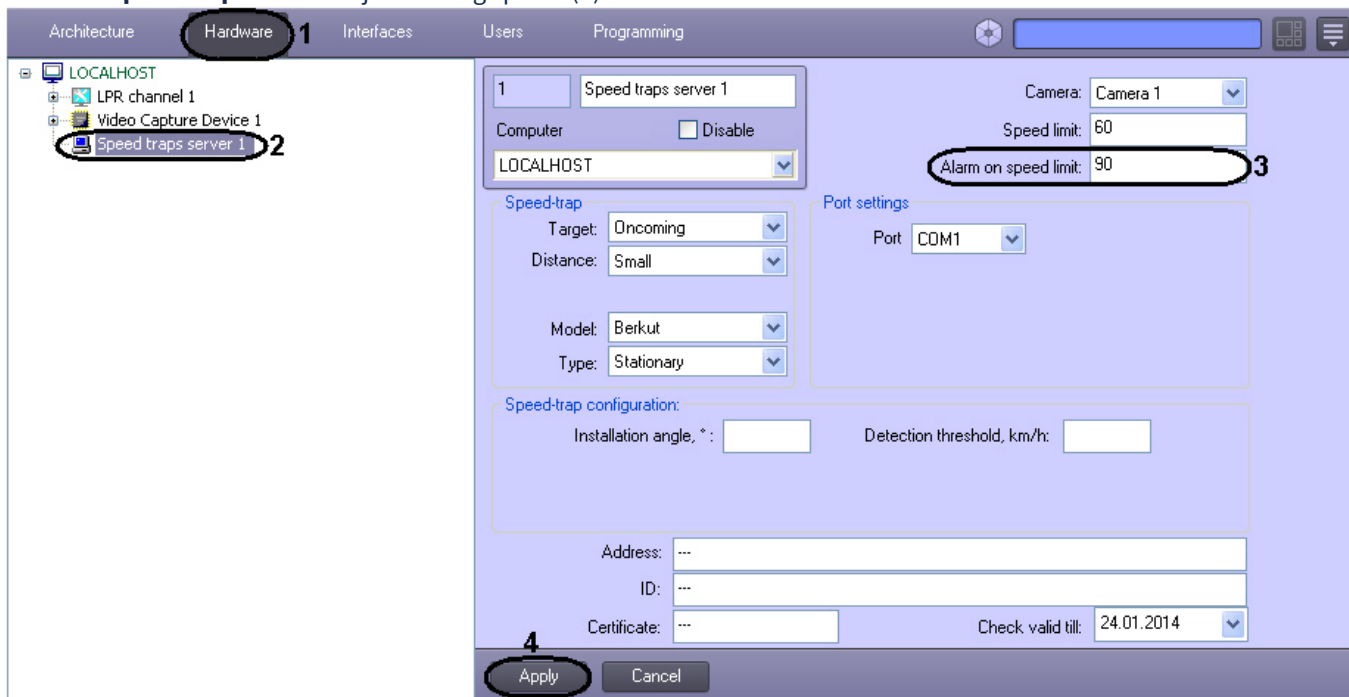 Architecture Hardware 1 Interfaces Users Programming
LOCALHOST
LPR channel 1
Video Capture Device 1
Speed traps server 1 2
1 Speed traps server 1
Computer Disable
LOCALHOST
Camera: Camera 1
Speed limit: 60
Alarm on speed limit: 90 3
Speed-trap
Target: Oncoming
Distance: Small
Model: Berkut
Type: Stationary
Port settings
Port COM1
Speed-trap configuration:
Installation angle, ° : Detection threshold, km/h:
Address: ---
ID: ---
Certificate: --- Check valid till: 24.01.2014
4
Apply Cancel